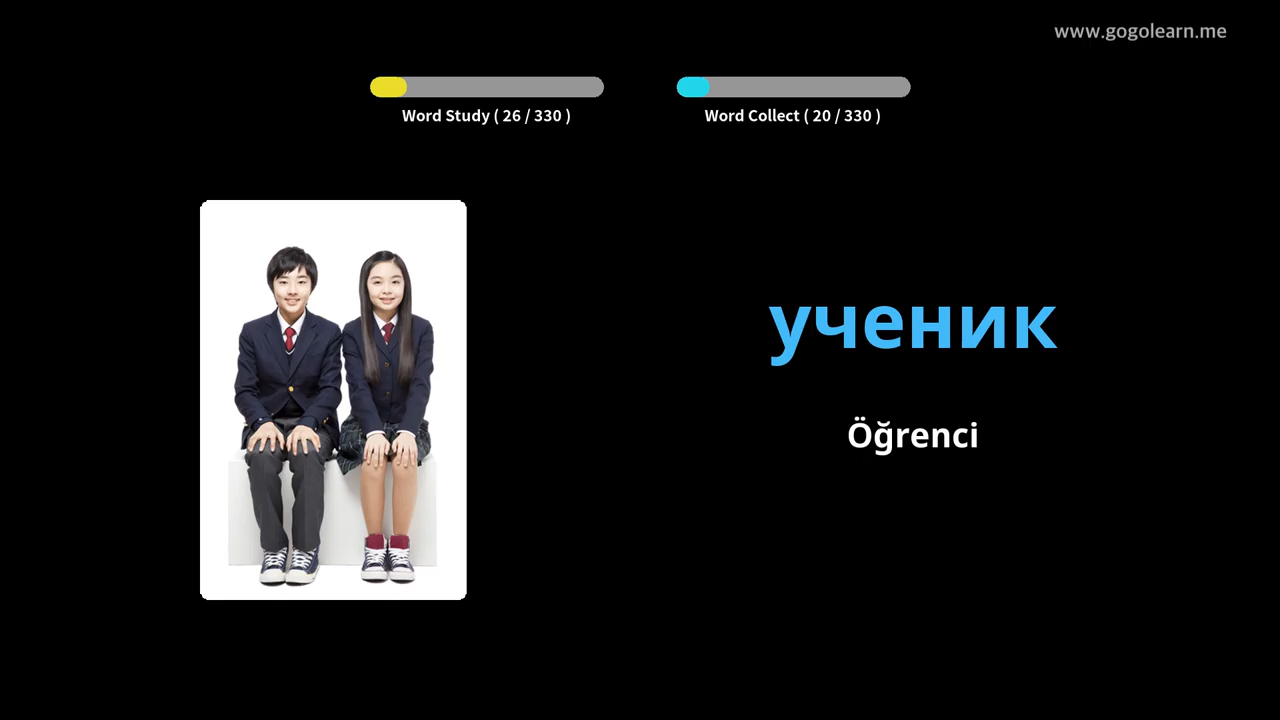 www.gogolearn.me
Word Study ( 26 / 330 )
Word Collect ( 20 / 330 )
ученик
Öğrenci